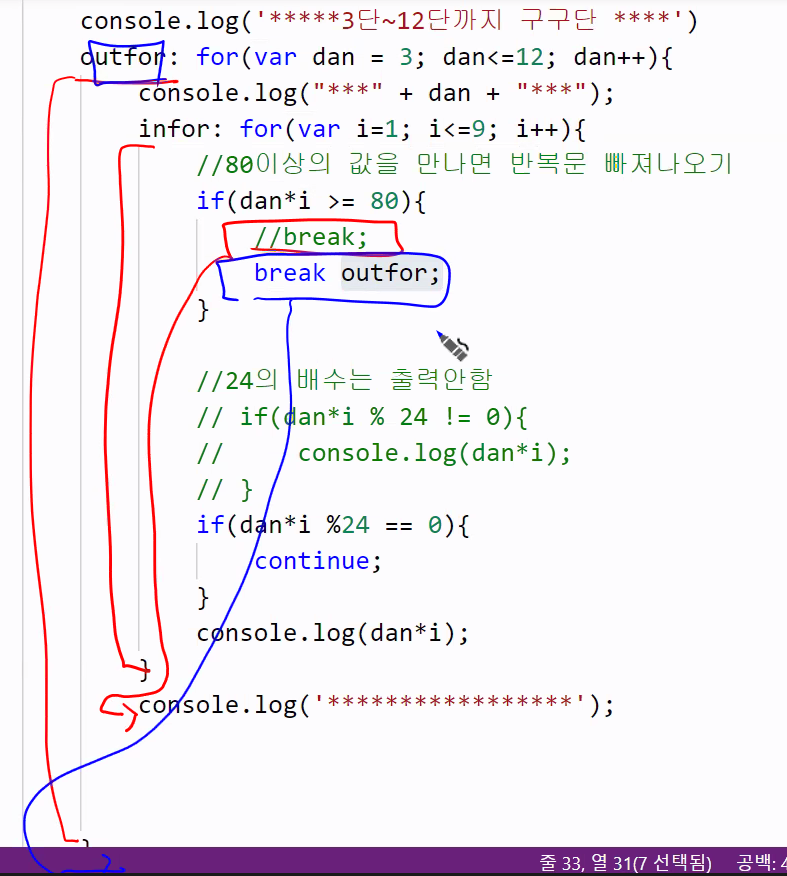 console.log('*****3단~12단까지 구구단 ****')
outfor: for(var dan = 3; dan<=12; dan++){
console.log("***" + dan + "***");
infor: for(var i=1; i<=9; i++){
//80이상의 값을 만나면 반복문 빠져나오기
if(dan*i >= 80){
//break;
break outfor;
}
//24의 배수는 출력안함
// if(dan*i % 24 != 0){
//     console.log(dan*i);
// }
if(dan*i %24 == 0){
continue;
}
console.log(dan*i);
}
console.log('*****************');
}
줄 33, 열 31(7 선택됨) 공백: 4